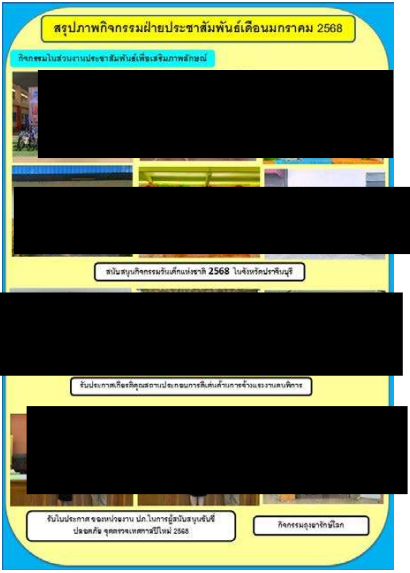 สรุปภาพกิจกรรมฝ่ายประชาสัมพันธ์เดือนมกราคม 2568
กิจกรรมในส่วนงานประชาสัมพันธ์เพื่อเสริมภาพลักษณ์
สนับสนุนกิจกรรมวันเด็กแห่งชาติ 2568 ในจังหวัดปราจีนบุรี
รับประกาศเกียรติคุณสถานประกอบการดีเด่นด้านการจ้างแรงงานคนพิการ
รับใบประกาศ ของหน่วยงาน ปภ.ในการผู้สนับสนุนขับขี่
ปลอดภัย จุดตรวจเทศกาลปีใหม่ 2568
กิจกรรมถุงยารักษ์โลก